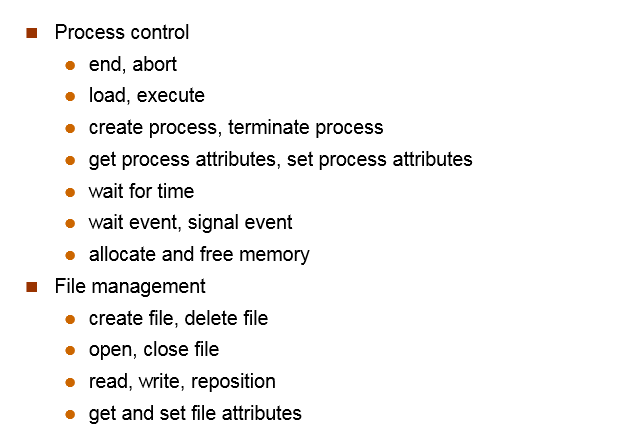 Process control
end, abort
load, execute
create process, terminate process
get process attributes, set process attributes
wait for time
wait event, signal event
allocate and free memory
File management
create file, delete file
open, close file
read, write, reposition
get and set file attributes